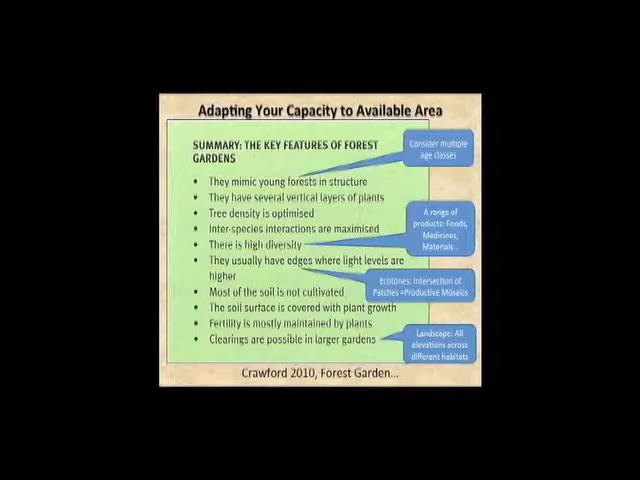 Adapting Your Capacity to Available Area
SUMMARY: THE KEY FEATURES OF FOREST
GARDENS
Consider multiple
age classes
• They mimic young forests in structure
• They have several vertical layers of plants
• Tree density is optimised
• Inter-species interactions are maximised
• There is high diversity
A range of
products: Foods,
Medicines,
Materials...
• They usually have edges where light levels are
higher
Ecotones: Intersection of
Patches =Productive Mosaics
• Most of the soil is not cultivated
• The soil surface is covered with plant growth
• Fertility is mostly maintained by plants
• Clearings are possible in larger gardens
Landscape: All
elevations across
different habitats
Crawford 2010, Forest Garden...